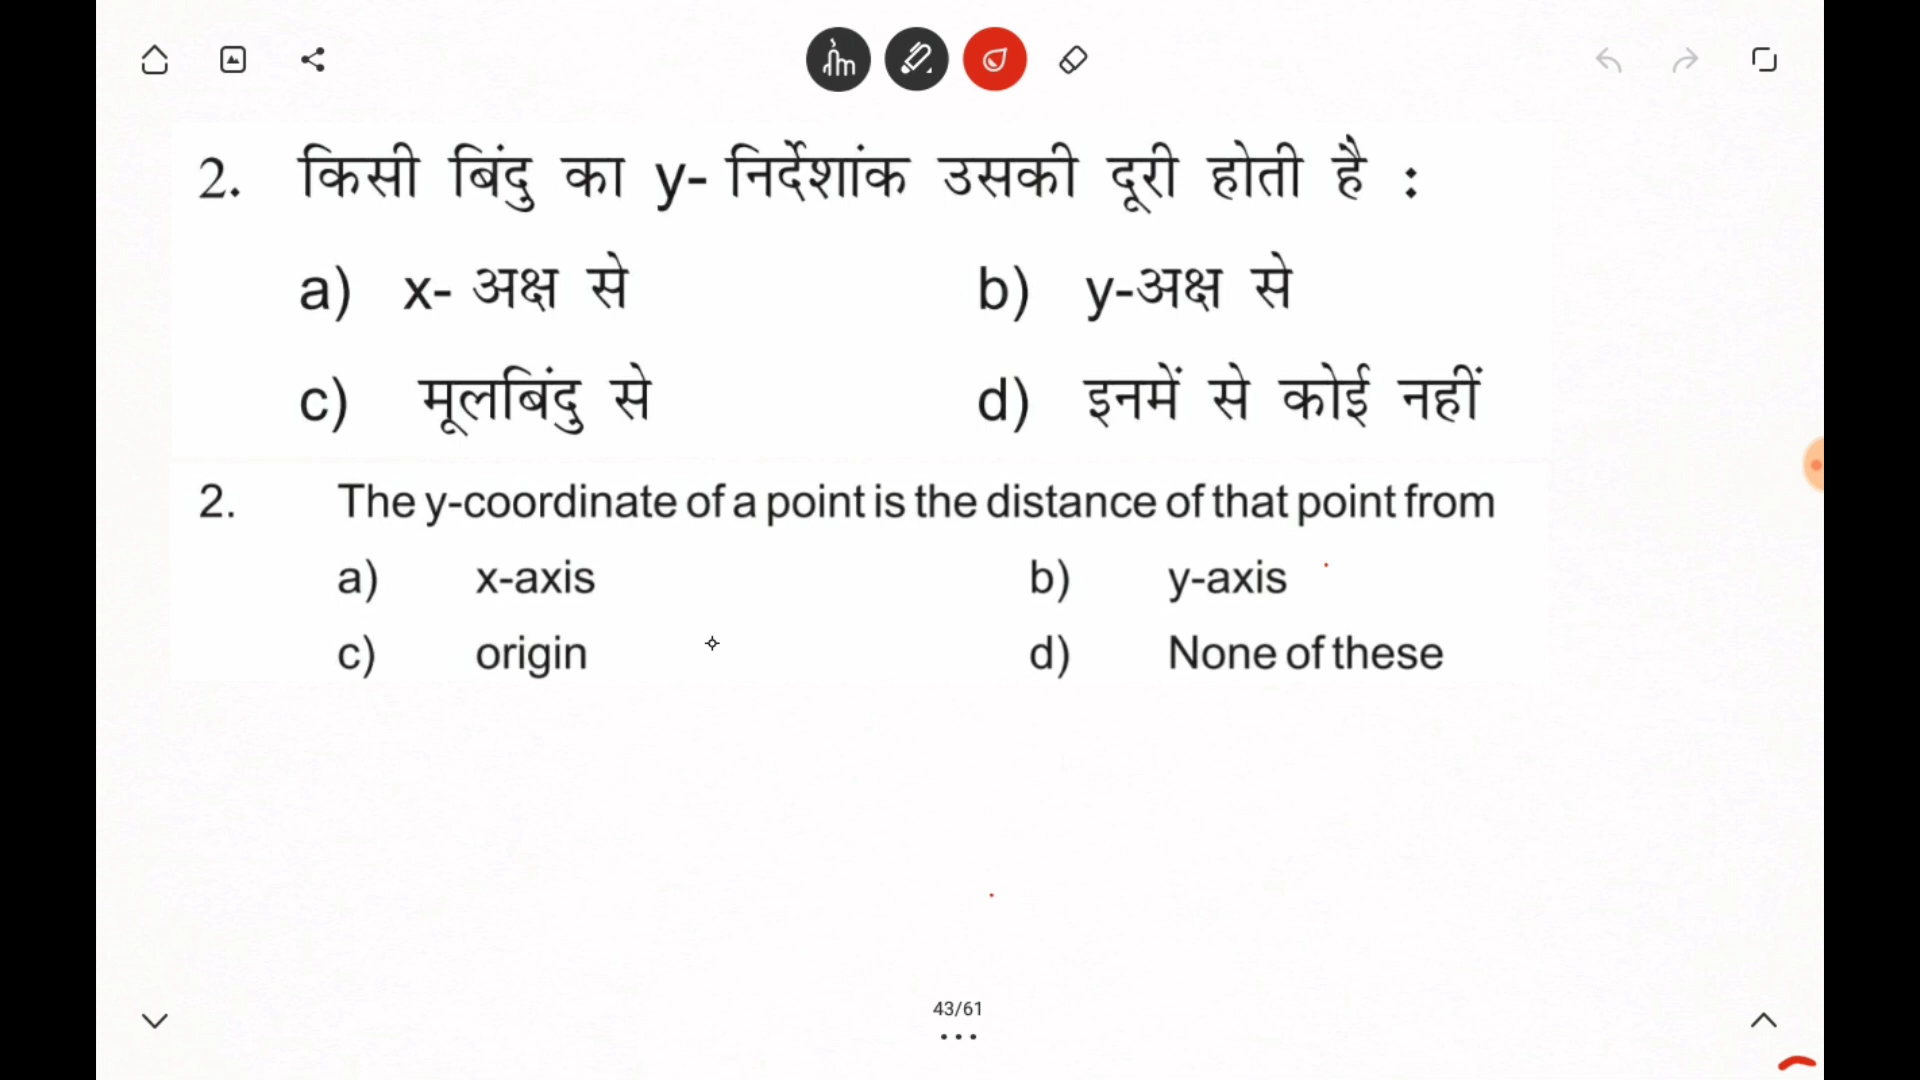 2. किसी बिंदु का y- निर्देशांक उसकी दूरी होती है :
a) x- अक्ष से b) y-अक्ष से
c) मूलबिंदु से d) इनमें से कोई नहीं
2. The y-coordinate of a point is the distance of that point from
a) x-axis b) y-axis
c) origin d) None of these
43/61